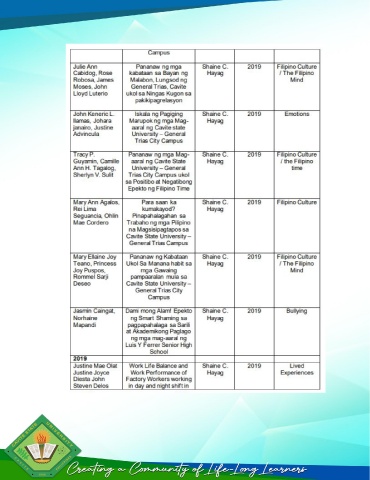 Campus
Julie Ann Cabidog, Rose Robosa, James Moses, John Lloyd Luterio
Pananaw ng mga kabataan sa Bayan ng Malabon, Lungsod ng General Trias, Cavite ukol sa Ningas Kugon sa pakikipagrelasyon
Shaine C. Hayag
2019
Filipino Culture / The Filipino Mind
John Keneric L. llamas, Johara janairo, Justine Advincula
Iskala ng Pagiging Marupok ng mga Mag-aaral ng Cavite state University – General Trias City Campus
Shaine C. Hayag
2019
Emotions
Tracy P. Guyamin, Camille Ann H. Tagalog, Sherlyn V. Sulit
Pananaw ng mga Mag-aaral ng Cavite State University – General Trias City Campus ukol sa Positibo at Negatibong Epekto ng Filipino Time
Shaine C. Hayag
2019
Filipino Culture / the Filipino time
Mary Ann Agalos, Rei Lima Seguancia, Ohlin Mae Cordero
Para saan ka kumakayod? Pinapahalagahan sa Trabaho ng mga Pilipino na Magsisipagtapos sa Cavite State University – General Trias Campus
Shaine C. Hayag
2019
Filipino Culture
Mary Ellaine Joy Teano, Princess Joy Puspos, Rommel Sarji Deseo
Pananaw ng Kabataan Ukol Sa Manana habit sa mga Gawaing pampaaralan mula sa Cavite State University – General Trias City Campus
Shaine C. Hayag
2019
Filipino Culture / The Filipino Mind
Jasmin Caingat, Norhaine Mapandi
Dami mong Alam! Epekto ng Smart Shaming sa pagpapahalaga sa Sarili at Akademikong Paglago ng mga mag-aaral ng Luis Y Ferrer Senior High School
Shaine C. Hayag
2019
Bullying
2019
Justine Mae Olat Justine Joyce Diesta John Steven Delos
Work Life Balance and Work Performance of Factory Workers working in day and night shift in
Shaine C. Hayag
2019
Lived Experiences
Creating a Community of Life-Long Learners